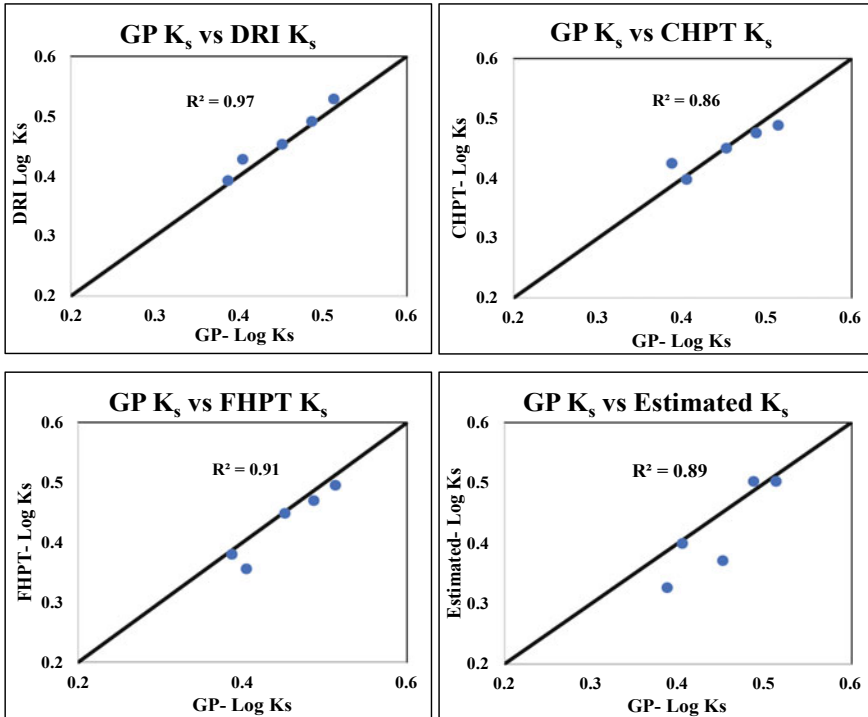 GP Ks vs DRI Ks
R² = 0.97
DRI Log Ks
0.6
0.5
0.4
0.3
0.2
0.2 0.3 0.4 0.5 0.6
GP- Log Ks
GP Ks vs CHPT Ks
R² = 0.86
CHPT- Log Ks
0.6
0.5
0.4
0.3
0.2
0.2 0.3 0.4 0.5 0.6
GP- Log Ks
GP Ks vs FHPT Ks
R² = 0.91
FHPT- Log Ks
0.6
0.5
0.4
0.3
0.2
0.2 0.4 0.6
GP- Log Ks
GP Ks vs Estimated Ks
R² = 0.89
Estimated- Log Ks
0.6
0.5
0.4
0.3
0.2
0.2 0.3 0.4 0.5 0.6
GP- Log Ks